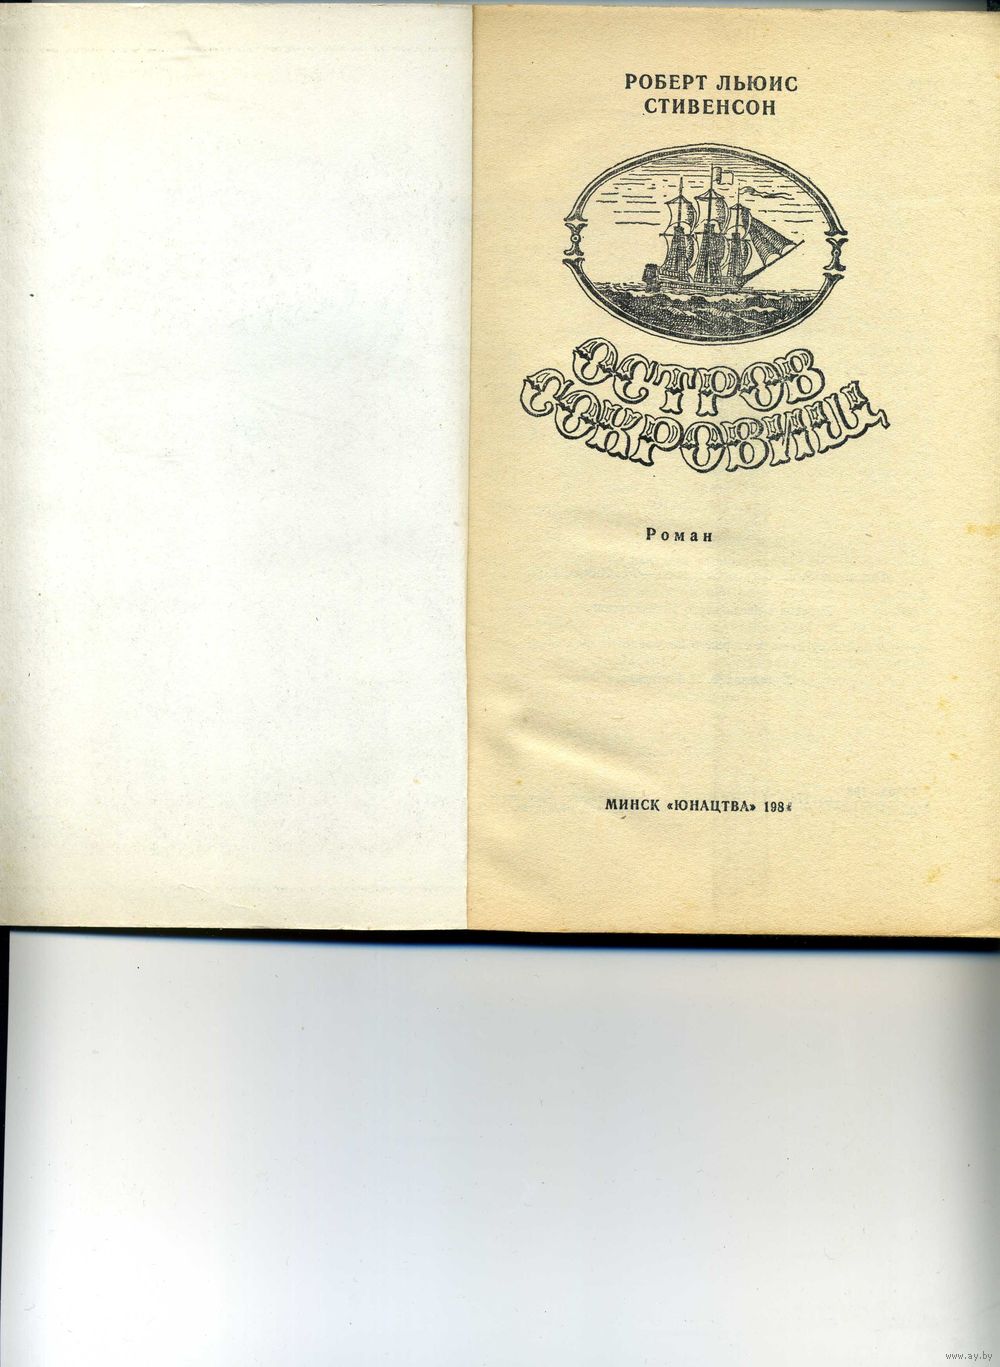 РОБЕРТ ЛЬЮИС
СТИВЕНСОН
ОСТРОВ
СОКРОВИЩ
Роман
МИНСК «ЮНАЦТВА»
www.ay.by